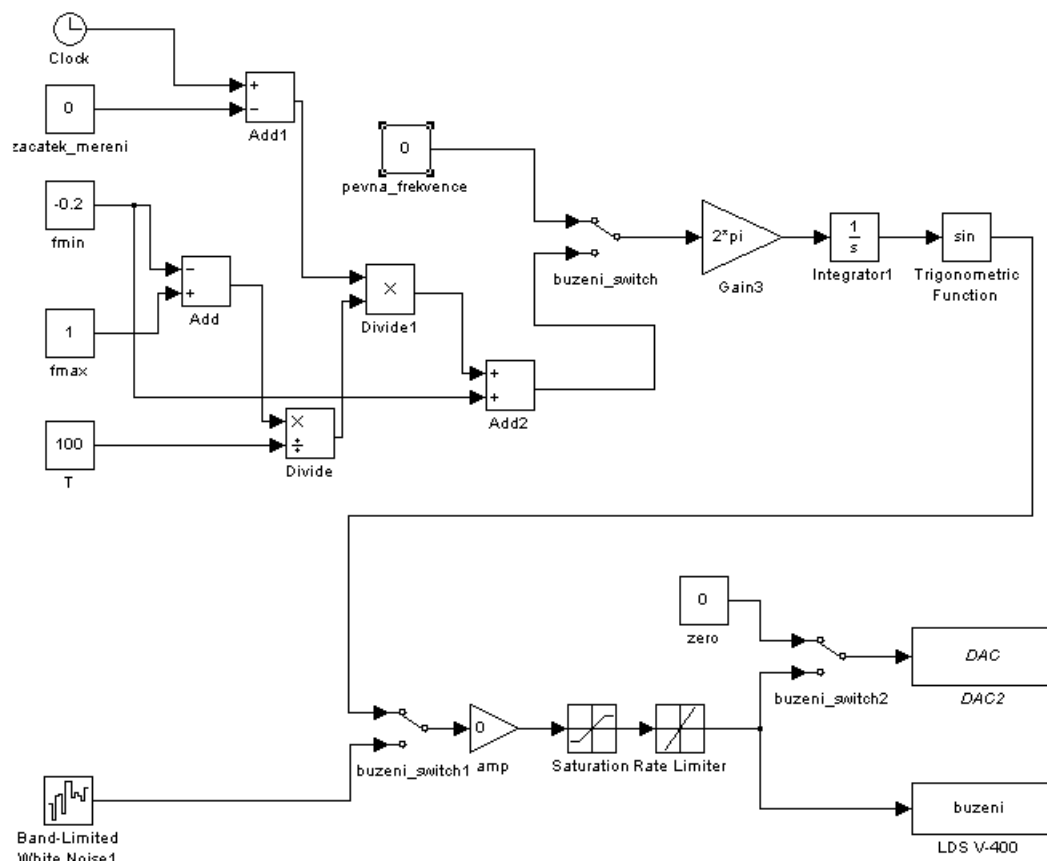 Clock
0
zacatek_mereni
+
−
Add1
0
pevna_frekvence
-0.2
fmin
−
+
Add
1
fmax
×
Divide1
buzeni_switch
2*pi
Gain3
1
s
Integrator1
sin
Trigonometric
Function
+
+
Add2
100
T
×
÷
Divide
0
zero
buzeni_switch2
DAC
DAC2
buzeni_switch1
0
amp
Saturation
Rate Limiter
buzeni
LDS V-400
Band-Limited
White Noise1